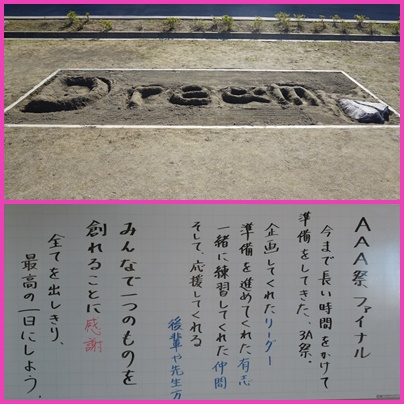 Dream
AAA祭 ファイナル
今まで長い時間をかけて
準備をしてきた、3A祭。
企画してくれたリーダー
準備を進めてくれた有志
一緒に練習してくれた仲間
そして、応援してくれる
後輩や先生方
みんなで一つのものを
創れることに感謝
全てを出しきり、
最高の一日にしよう。